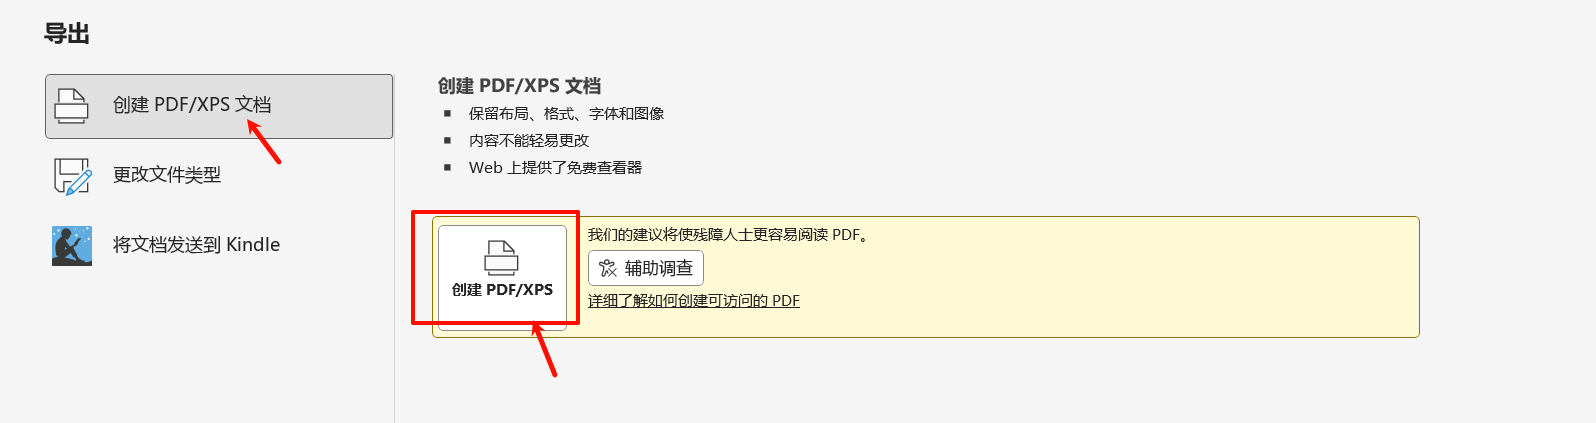 导出
创建 PDF/XPS 文档
更改文件类型
将文档发送到 Kindle
创建 PDF/XPS 文档
保留布局、格式、字体和图像
内容不能轻易更改
Web 上提供了免费查看器
创建 PDF/XPS
我们的建议将使残障人士更容易阅读 PDF。
辅助调查
详细了解如何创建可访问的 PDF